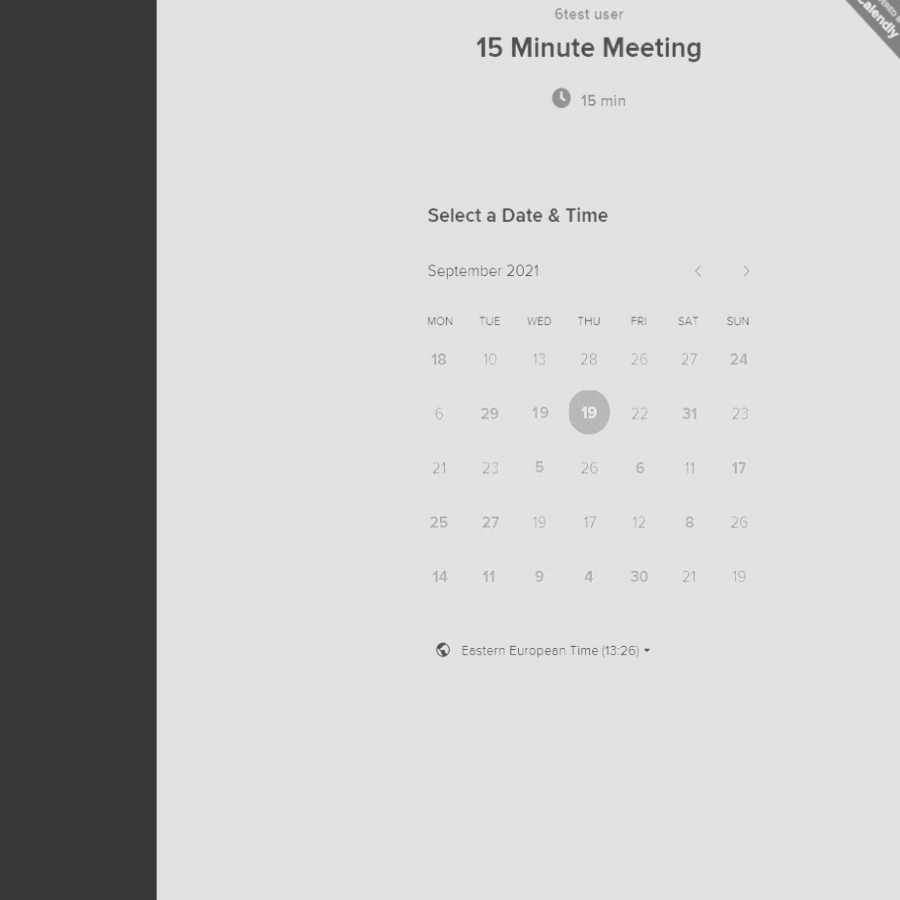 6test user
15 Minute Meeting
15 min
Calendly
Select a Date & Time
September 2021
MON TUE WED THU FRI SAT SUN
18 10 13 28 26 27 24
6 29 19 19 22 31 23
21 23 5 26 6 11 17
25 27 19 17 12 8 26
14 11 9 4 30 21 19
Eastern European Time (13:26)